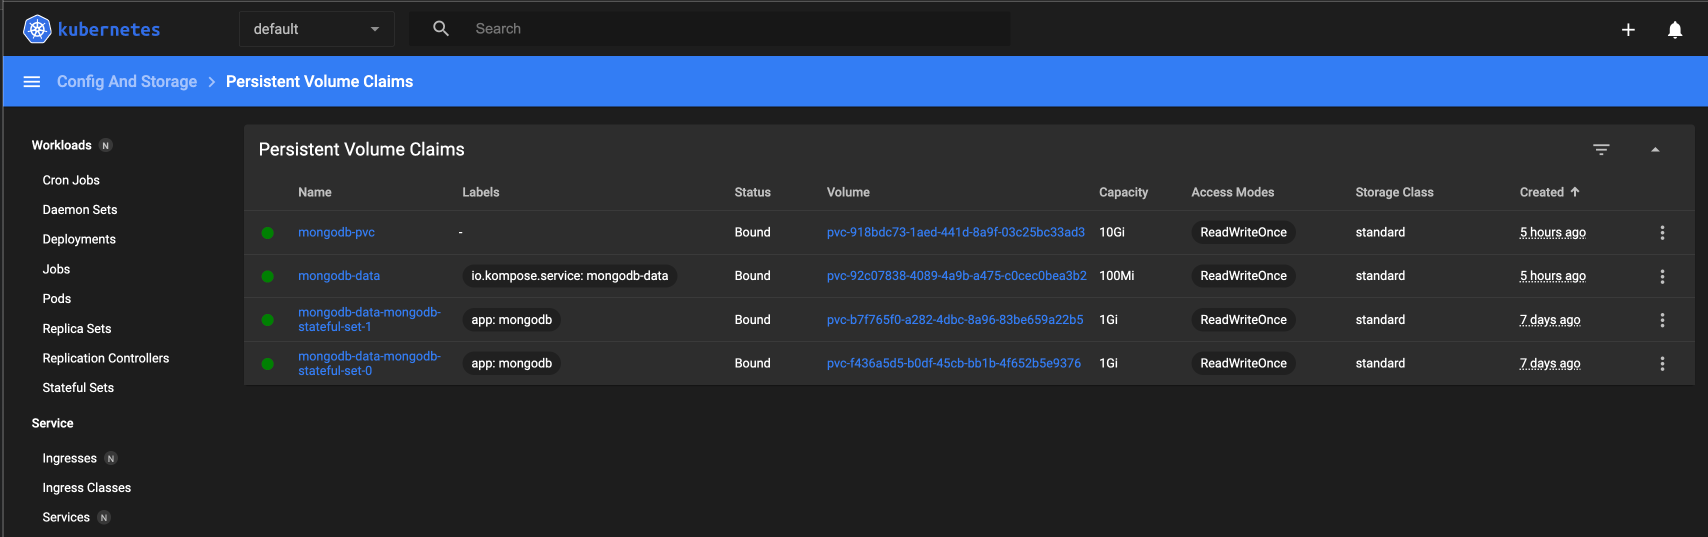 kubernetes
default
Search
Config And Storage > Persistent Volume Claims
Workloads N
Cron Jobs
Daemon Sets
Deployments
Jobs
Pods
Replica Sets
Replication Controllers
Stateful Sets
Service
Ingresses N
Ingress Classes
Services N
Persistent Volume Claims
Name Labels Status Volume Capacity Access Modes Storage Class Created ↑
mongodb-pvc - Bound pvc-918bdc73-1aed-441d-8a9f-03c25bc33ad3 10Gi ReadWriteOnce standard 5 hours ago
mongodb-data io.kompose.service: mongodb-data Bound pvc-92c07838-4089-4a9b-a475-c0cec0bea3b2 100Mi ReadWriteOnce standard 5 hours ago
mongodb-data-mongodb-
stateful-set-1 app: mongodb Bound pvc-b7f765f0-a282-4dbc-8a96-83be659a22b5 1Gi ReadWriteOnce standard 7 days ago
mongodb-data-mongodb-
stateful-set-0 app: mongodb Bound pvc-f436a5d5-b0df-45cb-bb1b-4f652b5e9376 1Gi ReadWriteOnce standard 7 days ago